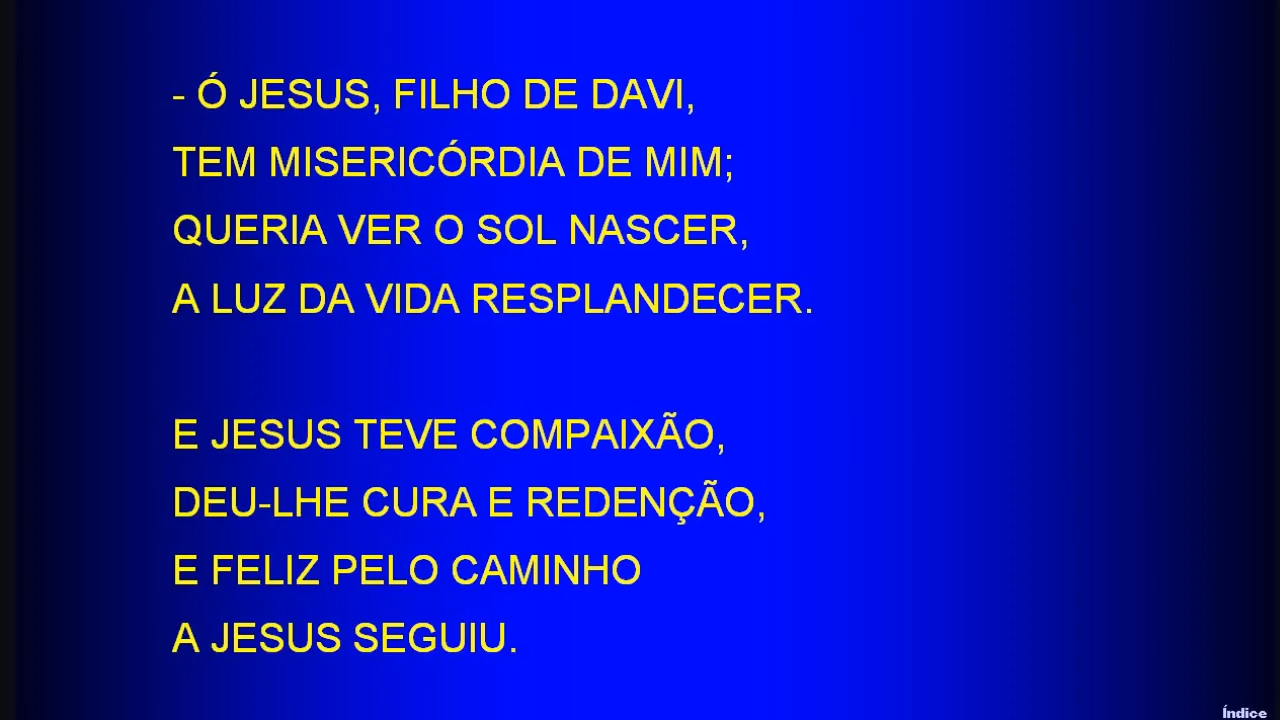 - Ó JESUS, FILHO DE DAVI,
TEM MISERICÓRDIA DE MIM;
QUERIA VER O SOL NASCER,
A LUZ DA VIDA RESPLANDECER.
E JESUS TEVE COMPAIXÃO,
DEU-LHE CURA E REDENÇÃO,
E FELIZ PELO CAMINHO
A JESUS SEGUIU.
Índice